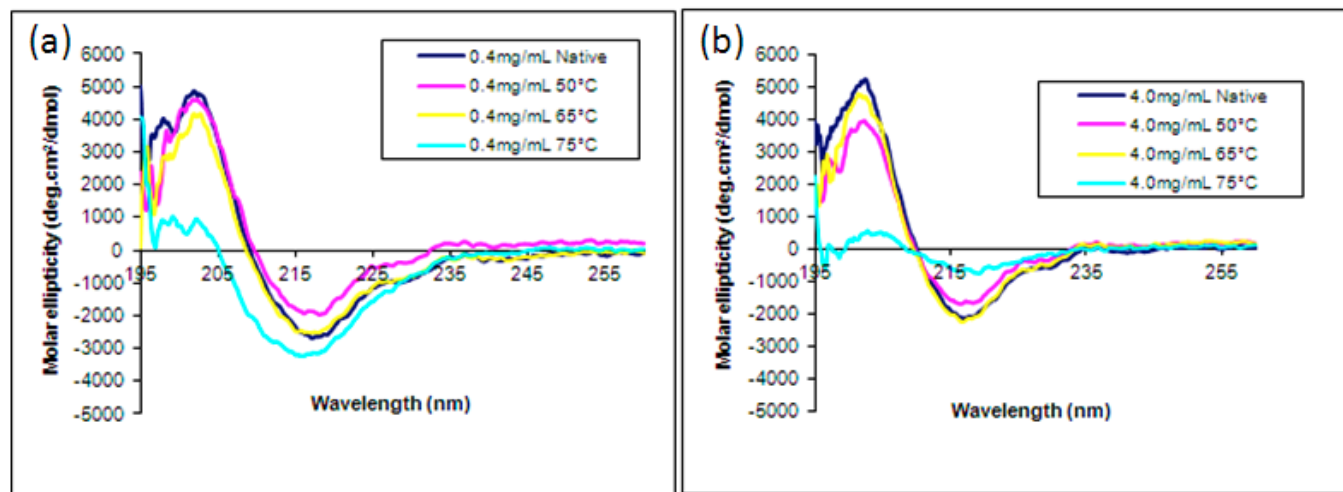 (a)
Molar ellipticity (deg.cm²/dmol)
6000
5000
4000
3000
2000
1000
0
-1000
-2000
-3000
-4000
-5000
195 205 215 225 235 245 255
Wavelength (nm)
0.4mg/mL Native
0.4mg/mL 50°C
0.4mg/mL 65°C
0.4mg/mL 75°C
(b)
Molar ellipticity (deg.cm²/dmol)
6000
5000
4000
3000
2000
1000
0
-1000
-2000
-3000
-4000
-5000
195 215 235 255
Wavelength (nm)
4.0mg/mL Native
4.0mg/mL 50°C
4.0mg/mL 65°C
4.0mg/mL 75°C